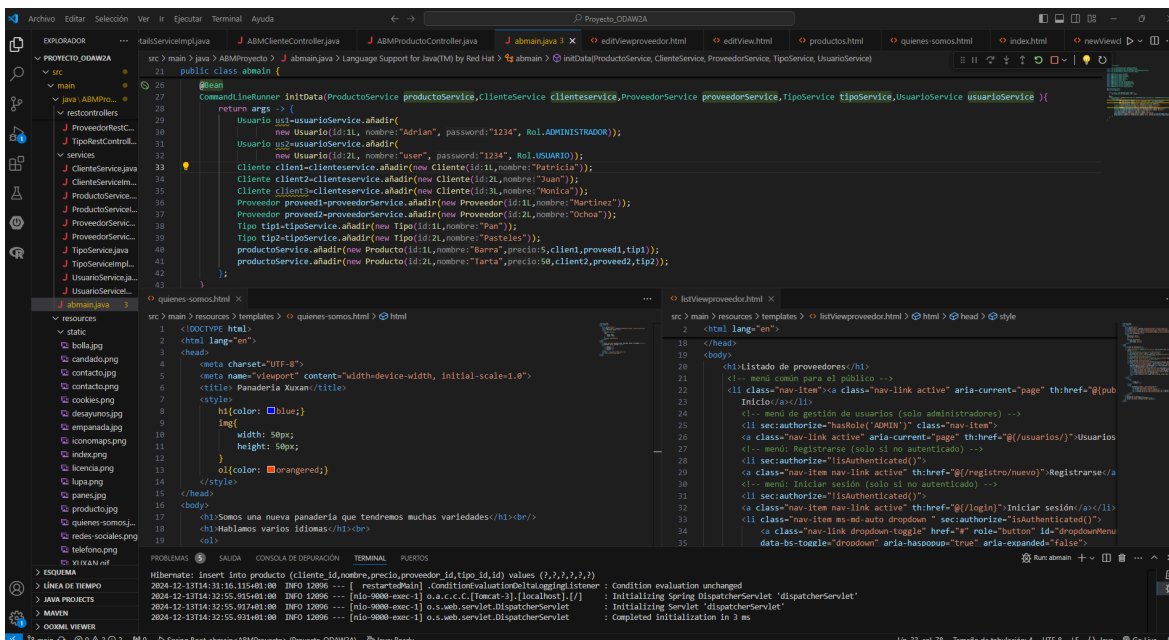 Archivo Editar Selección Ver Ir Ejecutar Terminal Ayuda
Proyecto_ODAW2A
EXPLORADOR
tailsServiceImpl.java
ABMClienteController.java
ABMProductoController.java
abmain.java 3
editViewproveedor.html
editView.html
productos.html
quienes-somos.html
index.html
PROYECTO_ODAW2A
src
main
java \ ABMPro...
restcontrollers
ProveedorRestC...
TipoRestControll...
services
ClienteService.java
ClienteServiceIm...
ProductoService....
ProductoServiceI...
ProveedorServic...
ProveedorServic...
TipoService.java
TipoServiceImpl...
UsuarioService.ja...
UsuarioServiceI...
abmain.java 3
resources
static
bolla.jpg
candado.png
contacto.jpg
contacto.png
cookies.png
desayunos.jpg
empanada.jpg
iconomaps.png
index.png
licencia.png
lupa.png
panes.jpg
producto.jpg
quienes-somos.j...
redes-sociales.png
telefono.png
XUXAN.gif
ESQUEMA
LÍNEA DE TIEMPO
JAVA PROJECTS
MAVEN
OOXML VIEWER
src > main > java > ABMProyecto > abmain.java > Language Support for Java(TM) by Red Hat > abmain > initData(ProductoService, ClienteService, ProveedorService, TipoService, UsuarioService)
21 public class abmain {
26 @Bean
27 CommandLineRunner initData(ProductoService productoService,ClienteService clienteservice,ProveedorService proveedorService,TipoService tipoService,UsuarioService usuarioService ){
28 return args -> {
29 Usuario us1=usuarioService.añadir(
30 new Usuario(id:1L, nombre:"Adrian", password:"1234", Rol.ADMINISTRADOR));
31 Usuario us2=usuarioService.añadir(
32 new Usuario(id:2L, nombre:"user", password:"1234", Rol.USUARIO));
33 Cliente clien1=clienteservice.añadir(new Cliente(id:1L,nombre:"Patricia"));
34 Cliente client2=clienteservice.añadir(new Cliente(id:2L,nombre:"Juan"));
35 Cliente client3=clienteservice.añadir(new Cliente(id:3L,nombre:"Monica"));
36 Proveedor proveed1=proveedorService.añadir(new Proveedor(id:1L,nombre:"Martinez"));
37 Proveedor proveed2=proveedorService.añadir(new Proveedor(id:2L,nombre:"Ochoa"));
38 Tipo tip1=tipoService.añadir(new Tipo(id:1L,nombre:"Pan"));
39 Tipo tip2=tipoService.añadir(new Tipo(id:2L,nombre:"Pasteles"));
40 productoService.añadir(new Producto(id:1L,nombre:"Barra",precio:5,clien1,proveed1,tip1));
41 productoService.añadir(new Producto(id:2L,nombre:"Tarta",precio:50,client2,proveed2,tip2));
42 };
43 }
quienes-somos.html
src > main > resources > templates > quienes-somos.html > html
1 <!DOCTYPE html>
2 <html lang="en">
3 <head>
4 <meta charset="UTF-8">
5 <meta name="viewport" content="width=device-width, initial-scale=1.0">
6 <title> Panaderia Xuxan</title>
7 <style>
8 h1{color: blue;}
9 img{
10 width: 50px;
11 height: 50px;
12 }
13 ol{color: orangered;}
14 </style>
15 </head>
16 <body>
17 <h1>Somos una nueva panaderia que tendremos muchas variedades</h1><br/>
18 <h1>Hablamos varios idiomas</h1><br>
19 <ol>
listViewproveedor.html
src > main > resources > templates > listViewproveedor.html > html > head > style
2 <html lang="en">
18 </head>
19 <body>
20 <h1>Listado de proveedores</h1>
21 <!-- menú común para el público -->
22 <li class="nav-item"><a class="nav-link active" aria-current="page" th:href="@{pub
23 Inicio</a></li>
24 <!-- menú de gestión de usuarios (solo administradores) -->
25 <li sec:authorize="hasRole('ADMIN')" class="nav-item">
26 <a class="nav-link active" aria-current="page" th:href="@{/usuarios/}">Usuarios
27 <!-- menú: Registrarse (solo si no autenticado) -->
28 <li sec:authorize="!isAuthenticated()">
29 <a class="nav-item nav-link" th:href="@{/registro/nuevo}">Registrarse</a
30 <!-- menú: Iniciar sesión (solo si no autenticado) -->
31 <li sec:authorize="!isAuthenticated()">
32 <a class="nav-item nav-link" th:href="@{/login}">Iniciar sesión</a></li>
33 <li class="nav-item ms-md-auto dropdown " sec:authorize="isAuthenticated()">
34 <a class="nav-link dropdown-toggle" href="#" role="button" id="dropdownMenu
35 data-bs-toggle="dropdown" aria-haspopup="true" aria-expanded="false">
PROBLEMAS 5 SALIDA CONSOLA DE DEPURACIÓN TERMINAL PUERTOS
Run: abmain
Hibernate: insert into producto (cliente_id,nombre,precio,proveedor_id,tipo_id,id) values (?,?,?,?,?,?)
2024-12-13T14:31:16.115+01:00 INFO 12096 --- [ restartedMain] .ConditionEvaluationDeltaLoggingListener : Condition evaluation unchanged
2024-12-13T14:32:55.915+01:00 INFO 12096 --- [nio-9000-exec-1] o.a.c.c.C.[Tomcat-3].[localhost].[/] : Initializing Spring DispatcherServlet 'dispatcherServlet'
2024-12-13T14:32:55.917+01:00 INFO 12096 --- [nio-9000-exec-1] o.s.web.servlet.DispatcherServlet : Initializing Servlet 'dispatcherServlet'
2024-12-13T14:32:55.931+01:00 INFO 12096 --- [nio-9000-exec-1] o.s.web.servlet.DispatcherServlet : Completed initialization in 3 ms